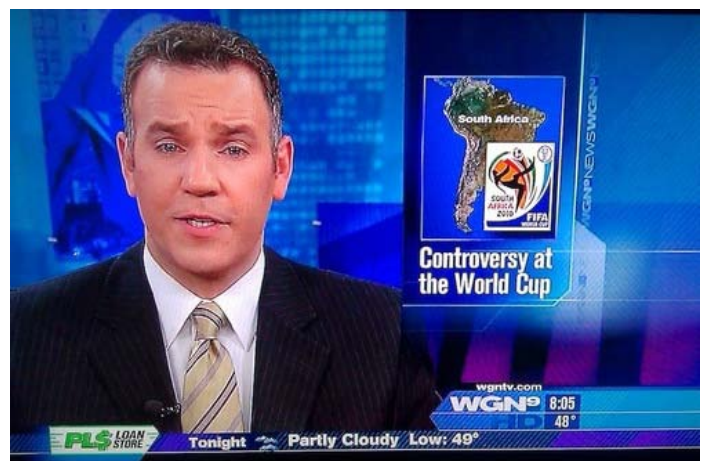 South Africa
SOUTH
AFRICA
2010
FIFA
WORLD CUP
Controversy at
the World Cup
WGN9NEWSWGN9N
wgntv.com
WGN9 8:05
HD 48°
PL$ LOAN
STORE
Tonight Partly Cloudy Low: 49°